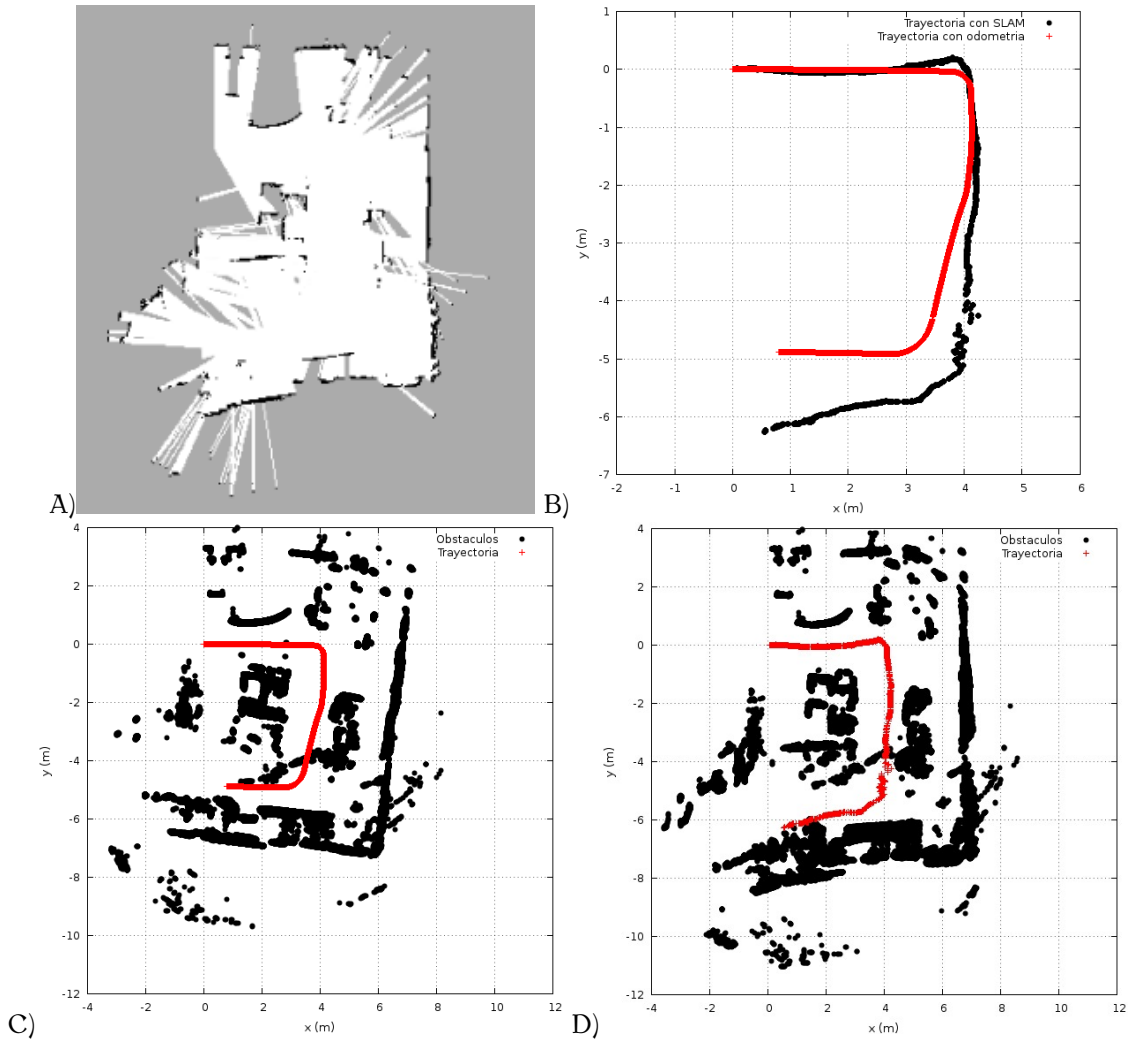 A)
B)
Trayectoria con SLAM
Trayectoria con odometria
1
0
-1
-2
-3
-4
-5
-6
-7
y (m)
-2 -1 0 1 2 3 4 5 6
x (m)
C)
Obstaculos
Trayectoria
4
2
0
-2
-4
-6
-8
-10
-12
y (m)
-4 -2 0 2 4 6 8 10 12
x (m)
D)
Obstaculos
Trayectoria
4
2
0
-2
-4
-6
-8
-10
-12
y (m)
-4 -2 0 2 4 6 8 10 12
x (m)